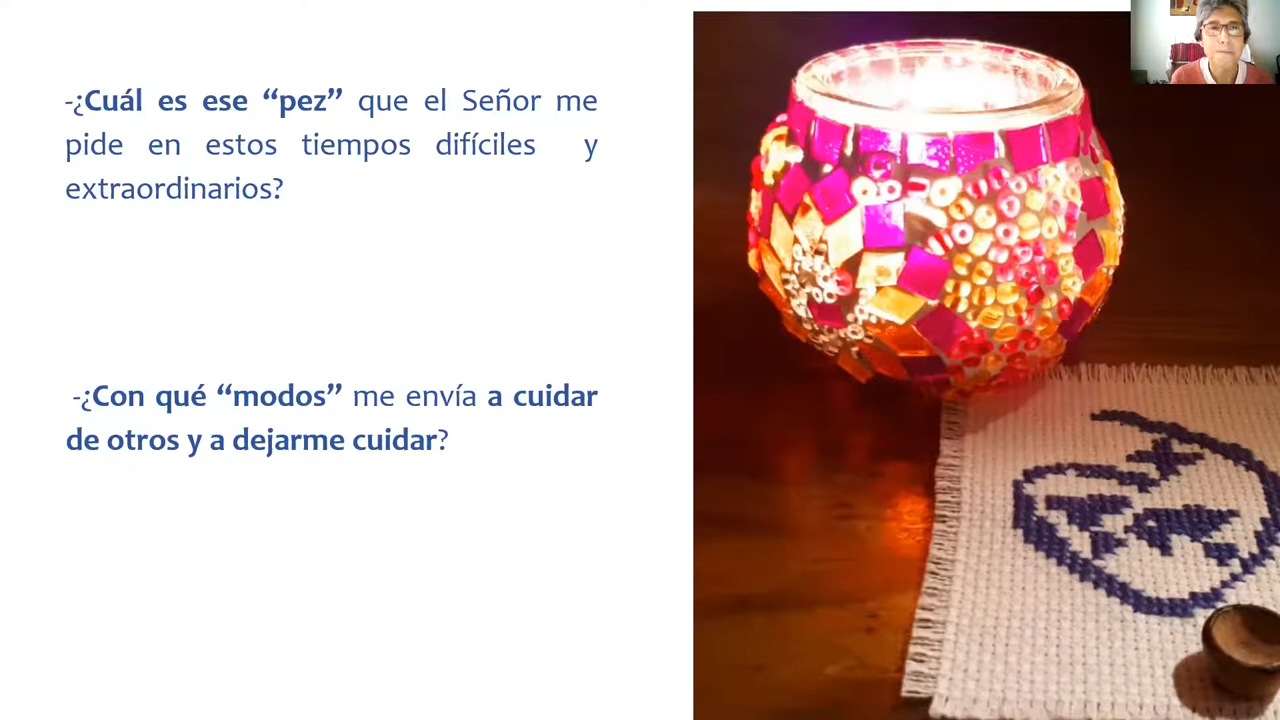 -¿Cuál es ese “pez” que el Señor me
pide en estos tiempos difíciles y
extraordinarios?
-¿Con qué “modos” me envía a cuidar
de otros y a dejarme cuidar?